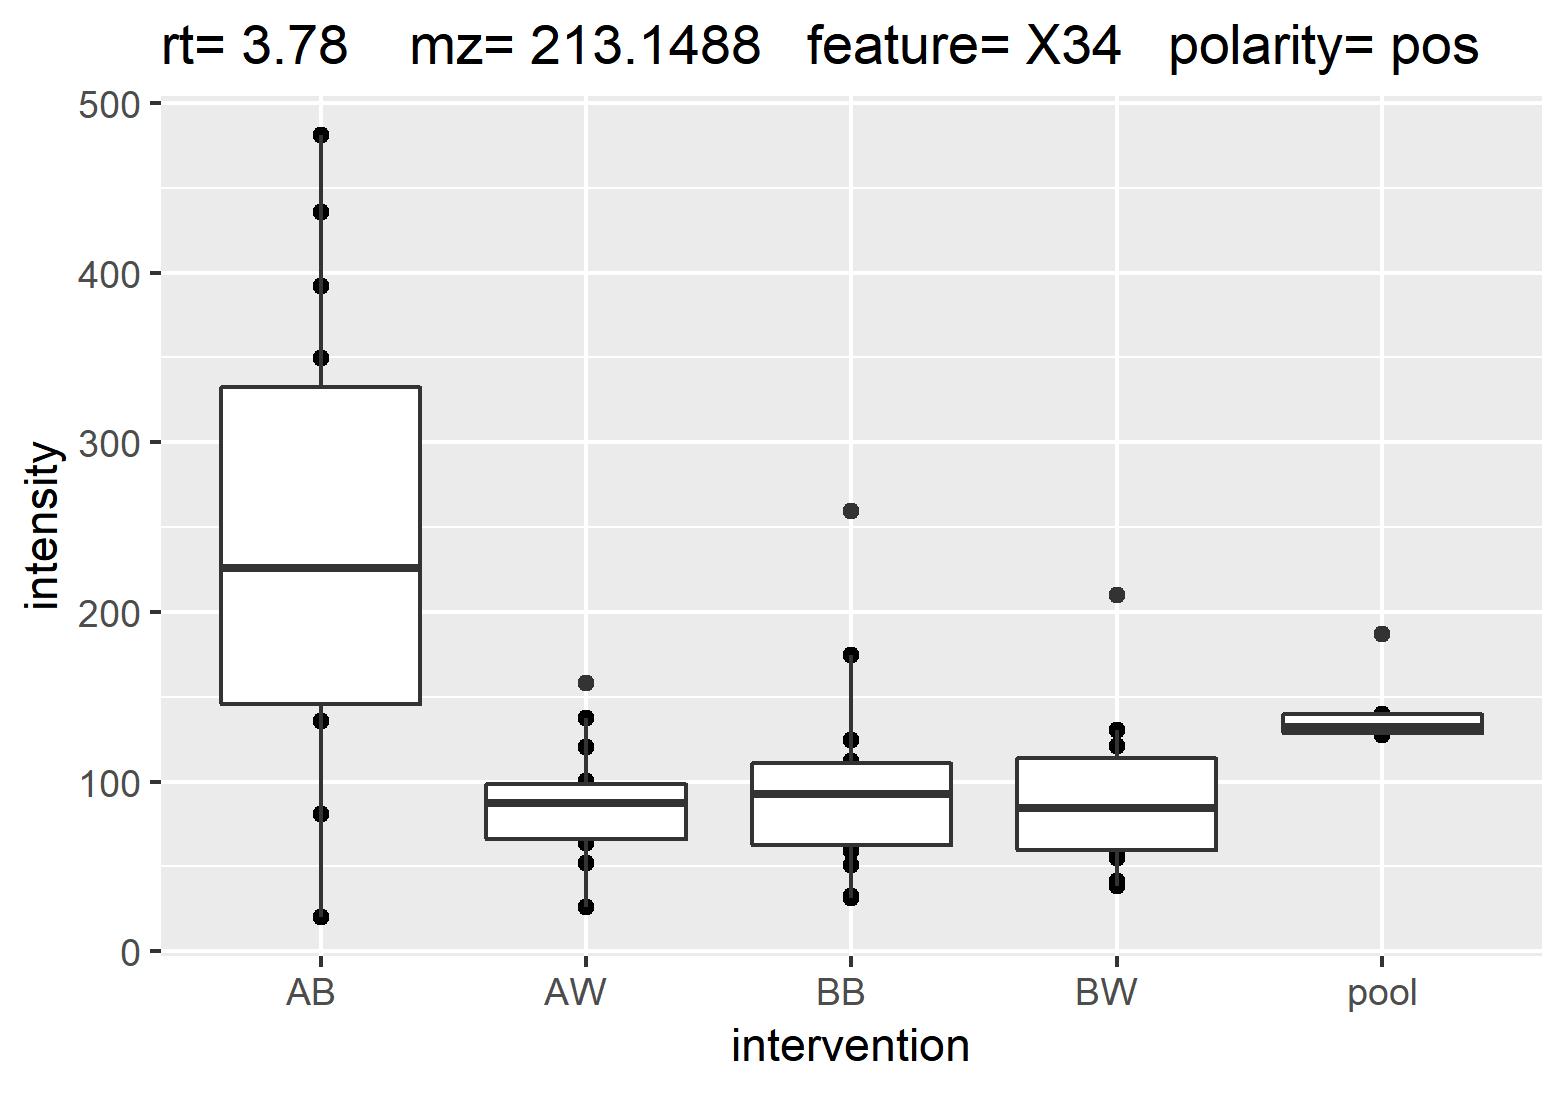 rt= 3.78 mz= 213.1488 feature= X34 polarity= pos
500
400
300
200
100
0
intensity
AB AW BB BW pool
intervention